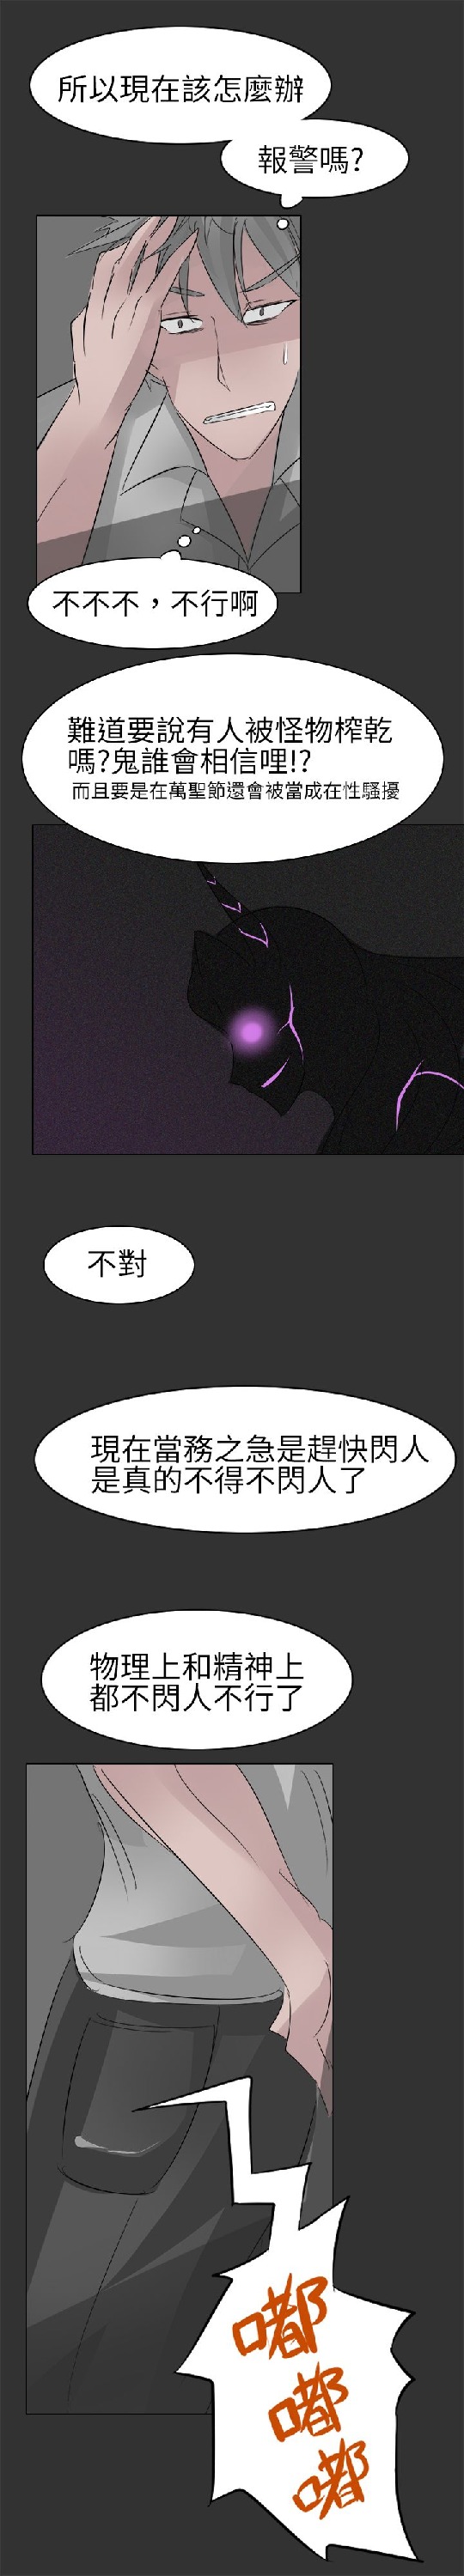 所以現在該怎麼辦
報警嗎?
不不不，不行啊
難道要說有人被怪物榨乾
嗎?鬼誰會相信哩!?
而且要是在萬聖節還會被當成在性騷擾
不對
現在當務之急是趕快閃人
是真的不得不閃人了
物理上和精神上
都不閃人不行了
嘟
嘟
嘟